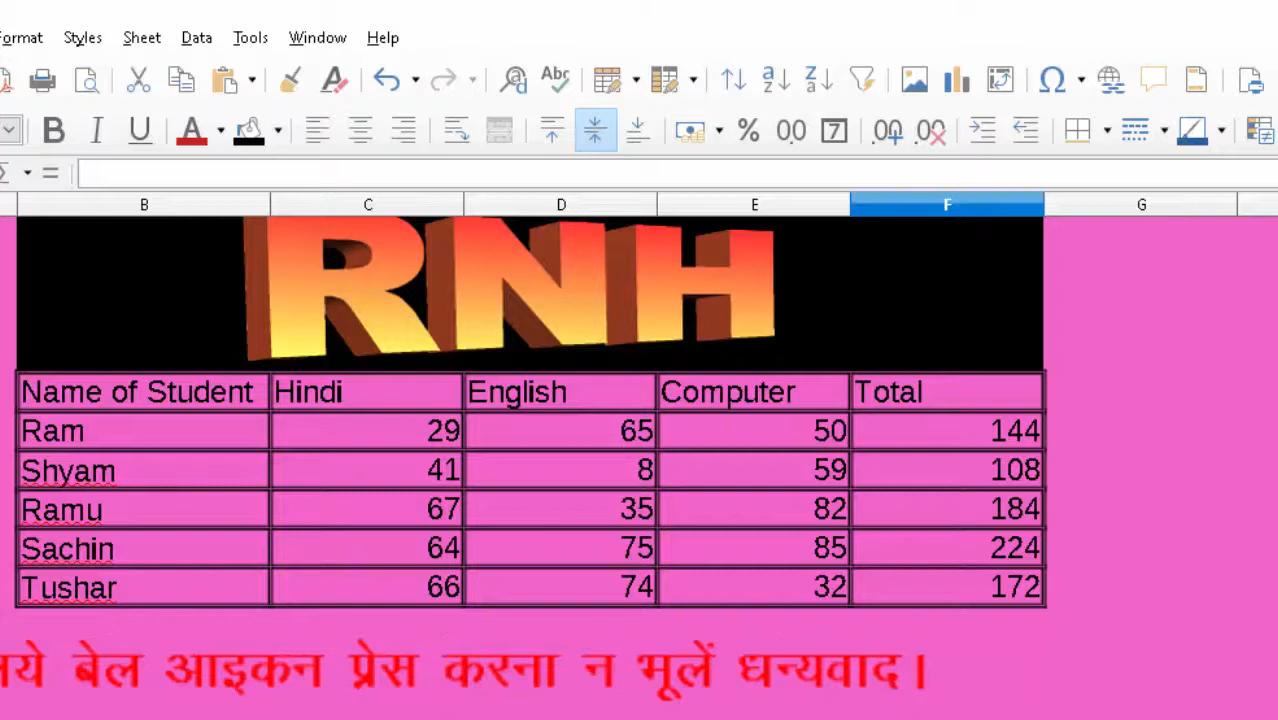 Format Styles Sheet Data Tools Window Help
B C D E F G
RNH
Name of Student Hindi English Computer Total
Ram 29 65 50 144
Shyam 41 8 59 108
Ramu 67 35 82 184
Sachin 64 75 85 224
Tushar 66 74 32 172
बेल आइकन प्रेस करना न भूलें धन्यवाद।